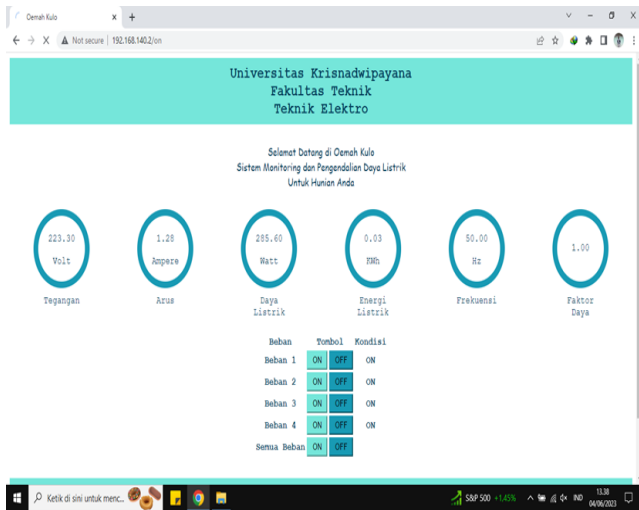 Oemah Kulo
Not secure
192.168.140.2/on
Universitas Krisnadwipayana
Fakultas Teknik
Teknik Elektro
Selamat Datang di Oemah Kulo
Sistem Monitoring dan Pengendalian Daya Listrik
Untuk Hunian Anda
223.30 1.28 285.60 0.03 50.00 1.00
Volt Ampere Watt KWh Hz
Tegangan Arus Daya Energi Frekuensi Faktor
Listrik Listrik Daya
Beban Tombol Kondisi
Beban 1 ON OFF ON
Beban 2 ON OFF ON
Beban 3 ON OFF ON
Beban 4 ON OFF ON
Semua Beban ON OFF
Ketik di sini untuk menc...
S&P 500 +1,45%
IND
13.38
04/06/2023